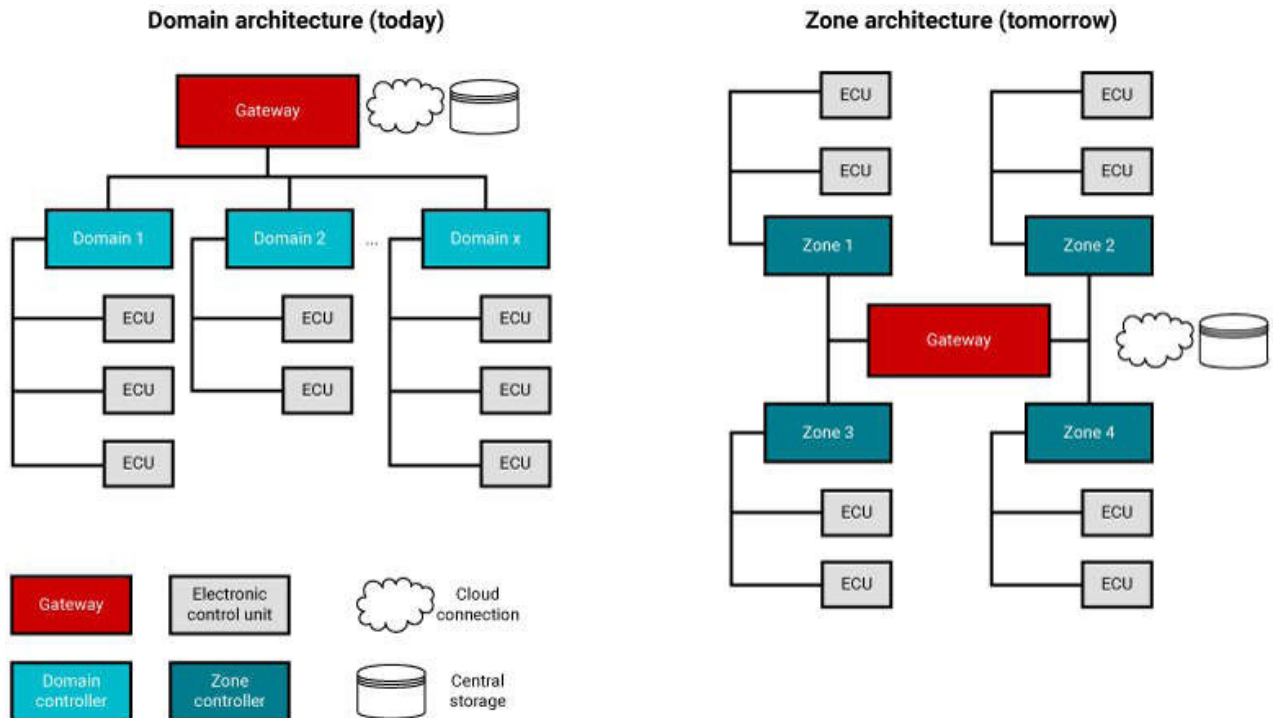 Domain architecture (today)
Gateway
Domain 1
Domain 2
...
Domain x
ECU
ECU
ECU
ECU
ECU
ECU
ECU
ECU
Zone architecture (tomorrow)
ECU
ECU
ECU
ECU
Zone 1
Zone 2
Gateway
Zone 3
Zone 4
ECU
ECU
ECU
ECU
Gateway
Electronic
control unit
Cloud
connection
Domain
controller
Zone
controller
Central
storage